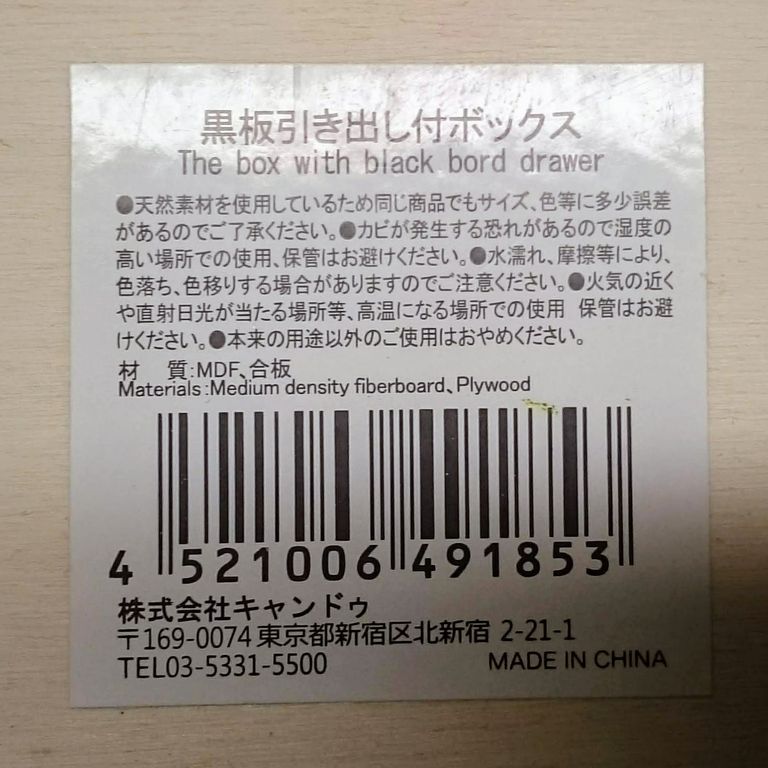 黒板引き出し付ボックス
The box with black bord drawer
●天然素材を使用しているため同じ商品でもサイズ、色等に多少誤差
があるのでご了承ください。●カビが発生する恐れがあるので湿度の
高い場所での使用、保管はお避けください。●水濡れ、摩擦等により、
色落ち、色移りする場合がありますのでご注意ください。●火気の近く
や直射日光が当たる場所等、高温になる場所での使用 保管はお避
けください。●本来の用途以外のご使用はおやめください。
材 質:MDF、合板
Materials:Medium density fiberboard、Plywood
4 521006 491853
株式会社キャンドゥ
〒169-0074 東京都新宿区北新宿 2-21-1
TEL03-5331-5500 MADE IN CHINA